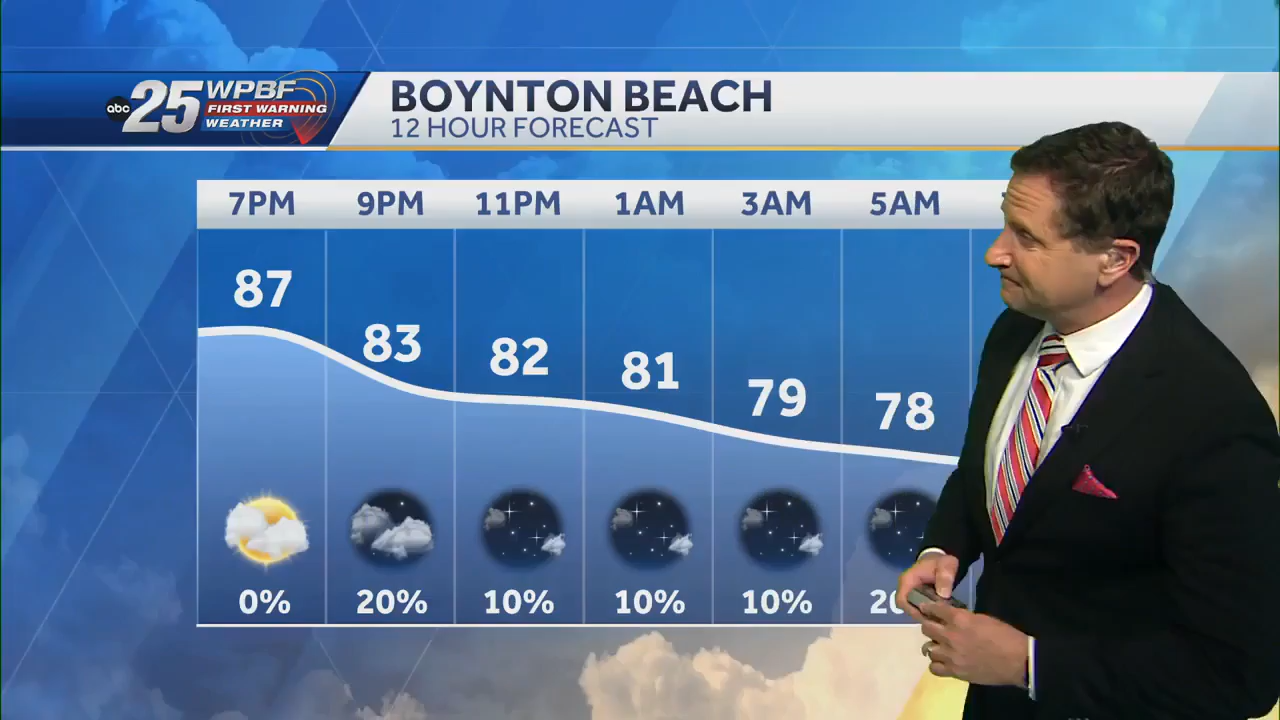 abc 25 WPBF
FIRST WARNING
WEATHER
BOYNTON BEACH
12 HOUR FORECAST
7PM 9PM 11PM 1AM 3AM 5AM
87 83 82 81 79 78
0% 20% 10% 10% 10%